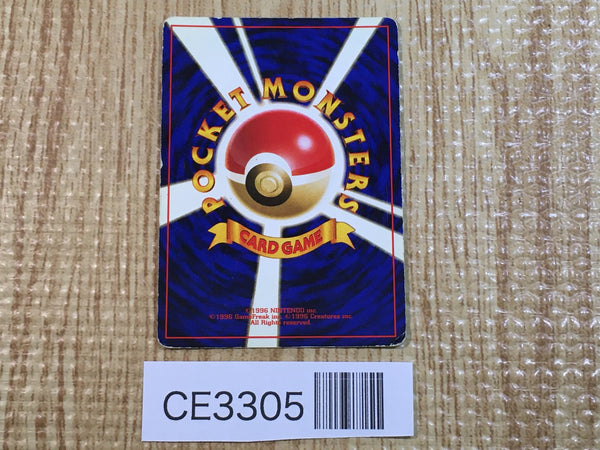 POCKET MONSTERS
CARD GAME
©1996 NINTENDO inc.
©1996 GameFreak inc. ©1996 Creatures inc.
All Rights reserved.
CE3305